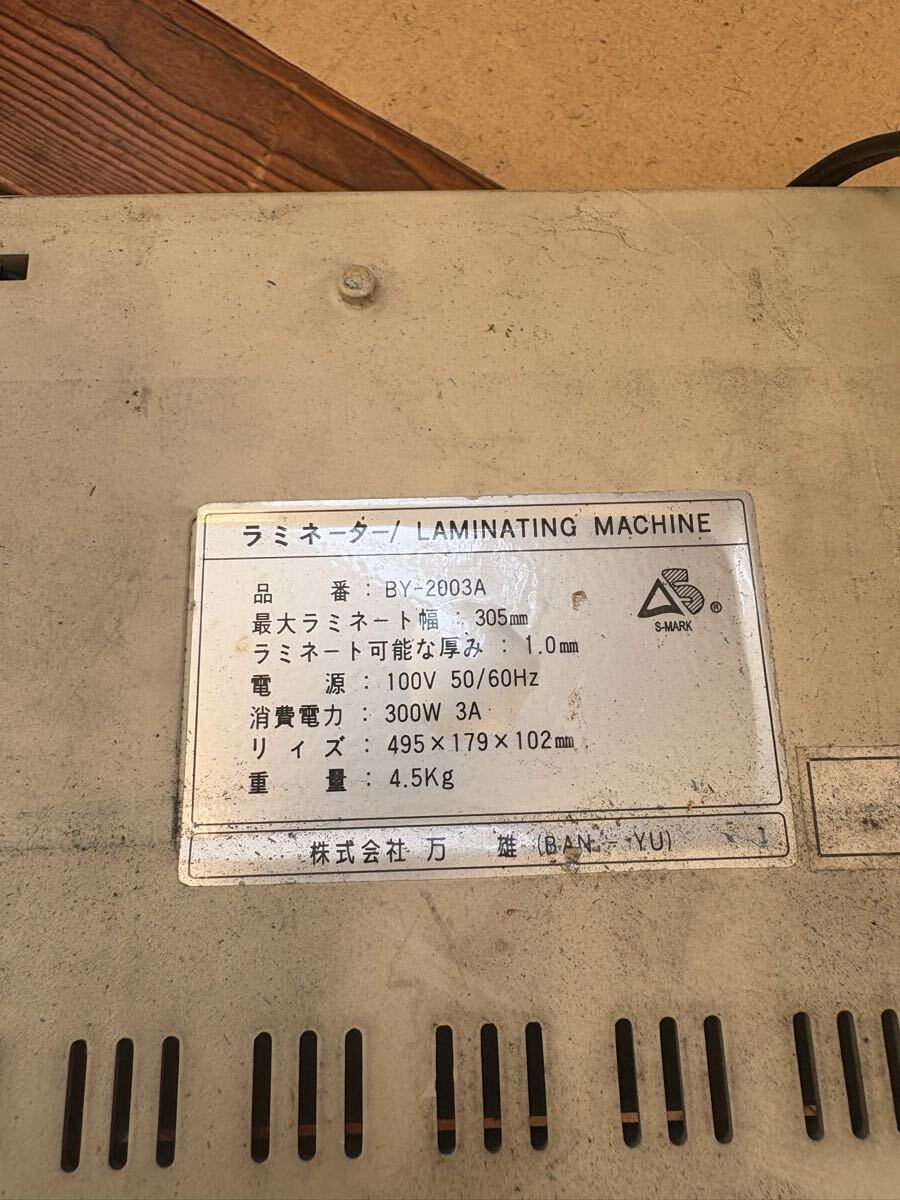 ラミネーター/ LAMINATING MACHINE
品 番 : BY-2003A
最大ラミネート幅 : 305㎜
ラミネート可能な厚み : 1.0㎜
電 源 : 100V 50/60Hz
消費電力 : 300W 3A
リィズ : 495×179×102㎜
重 量 : 4.5Kg
S-MARK
®
株式会社 万 雄 (BAN - YU)